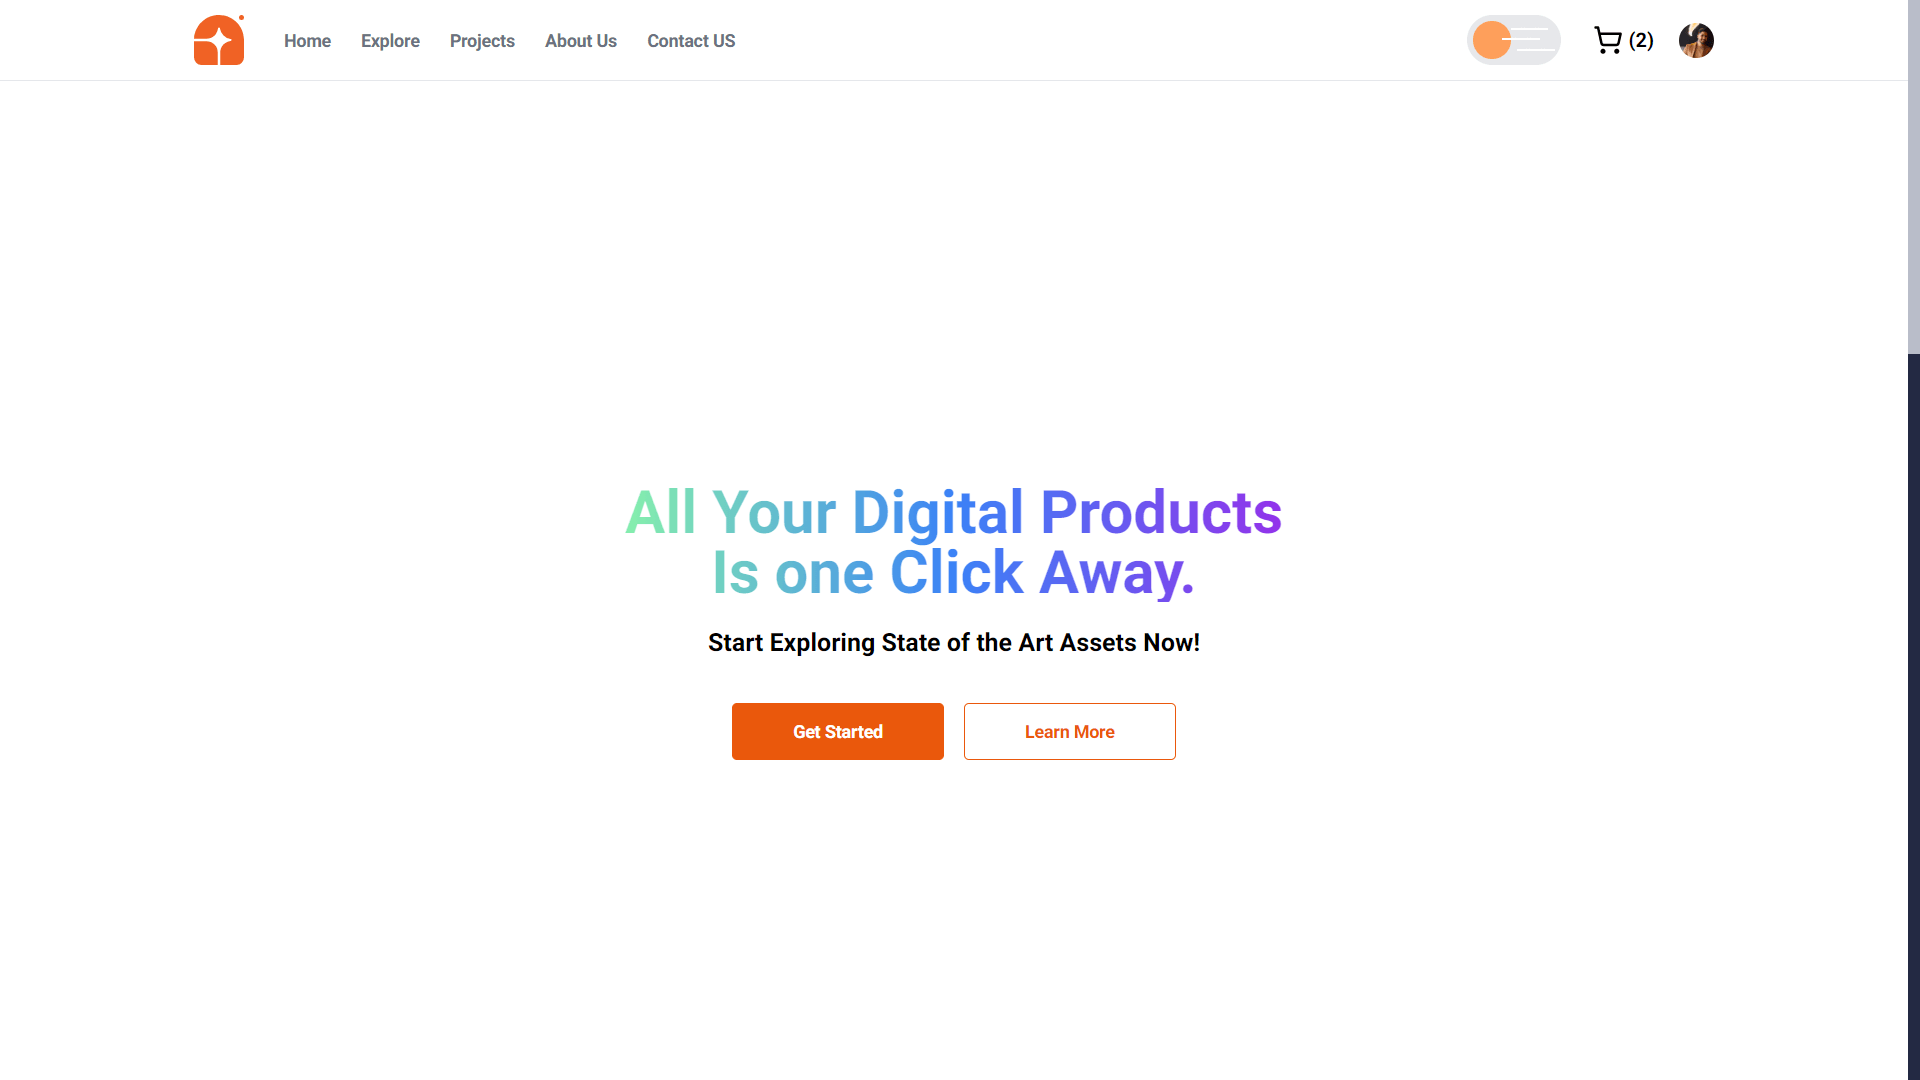 Home
Explore
Projects
About Us
Contact US
(2)
All Your Digital Products
Is one Click Away.
Start Exploring State of the Art Assets Now!
Get Started
Learn More